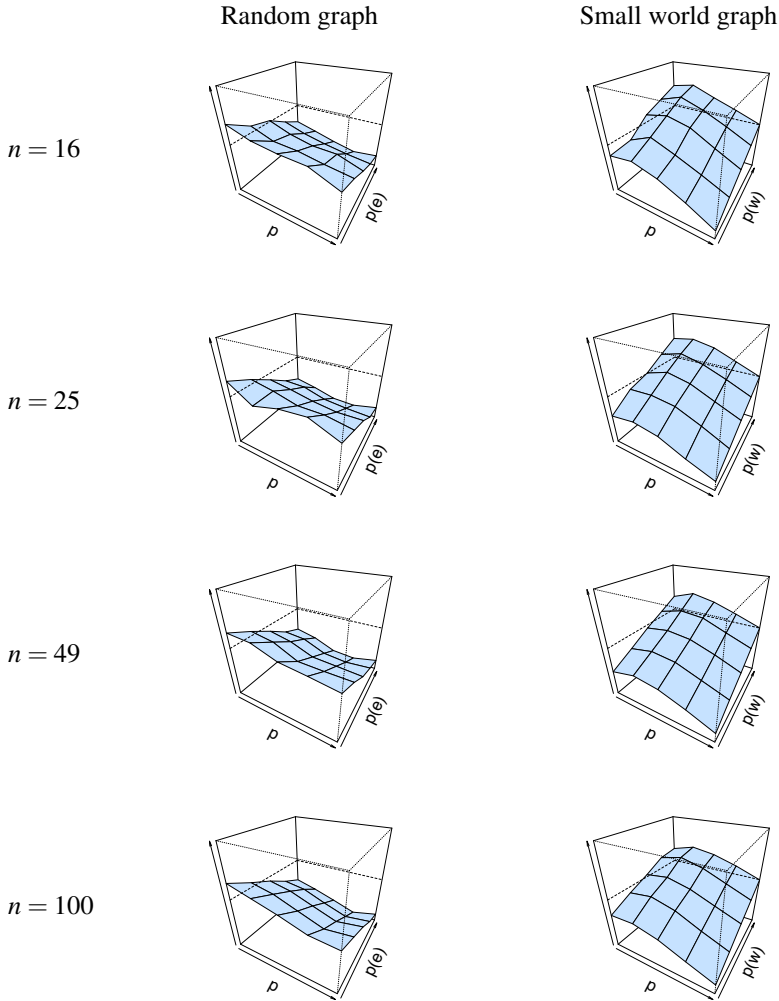 Random graph Small world graph
n = 16
p
p(e)
p
p(w)
n = 25
p
p(e)
p
p(w)
n = 49
p
p(e)
p
p(w)
n = 100
p
p(e)
p
p(w)